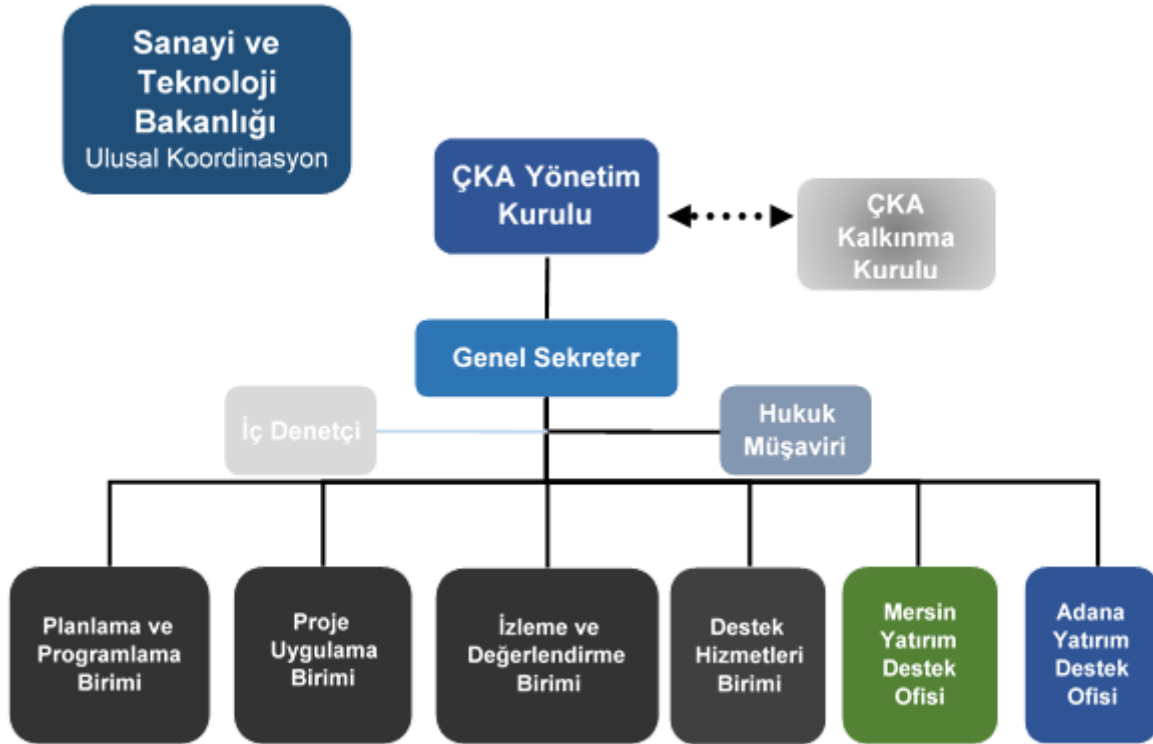 Sanayi ve
Teknoloji
Bakanlığı
Ulusal Koordinasyon
ÇKA Yönetim
Kurulu
ÇKA
Kalkınma
Kurulu
Genel Sekreter
İç Denetçi
Hukuk
Müşaviri
Planlama ve
Programlama
Birimi
Proje
Uygulama
Birimi
İzleme ve
Değerlendirme
Birimi
Destek
Hizmetleri
Birimi
Mersin
Yatırım
Destek
Ofisi
Adana
Yatırım
Destek
Ofisi